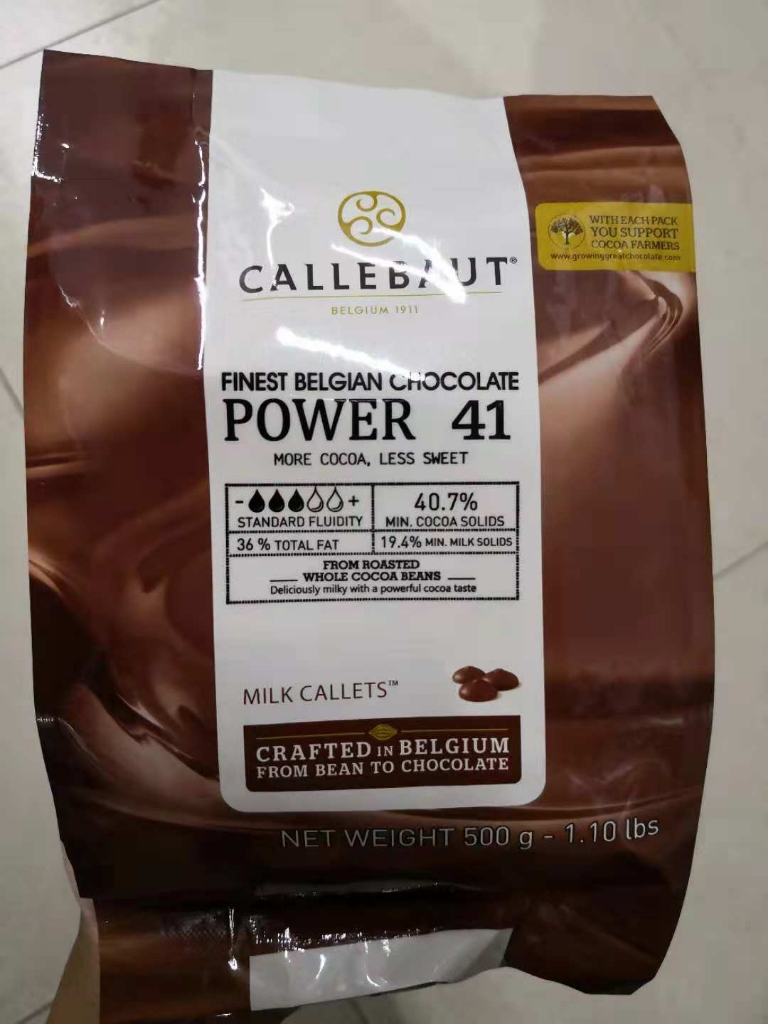 CALLEBAUT®
BELGIUM 1911
WITH EACH PACK
YOU SUPPORT
COCOA FARMERS
www.growinggreatchocolate.com
FINEST BELGIAN CHOCOLATE
POWER 41
MORE COCOA, LESS SWEET
- +
STANDARD FLUIDITY
40.7%
MIN. COCOA SOLIDS
36 % TOTAL FAT
19.4% MIN. MILK SOLIDS
FROM ROASTED
WHOLE COCOA BEANS
Deliciously milky with a powerful cocoa taste
MILK CALLETS™
CRAFTED IN BELGIUM
FROM BEAN TO CHOCOLATE
NET WEIGHT 500 g - 1.10 lbs